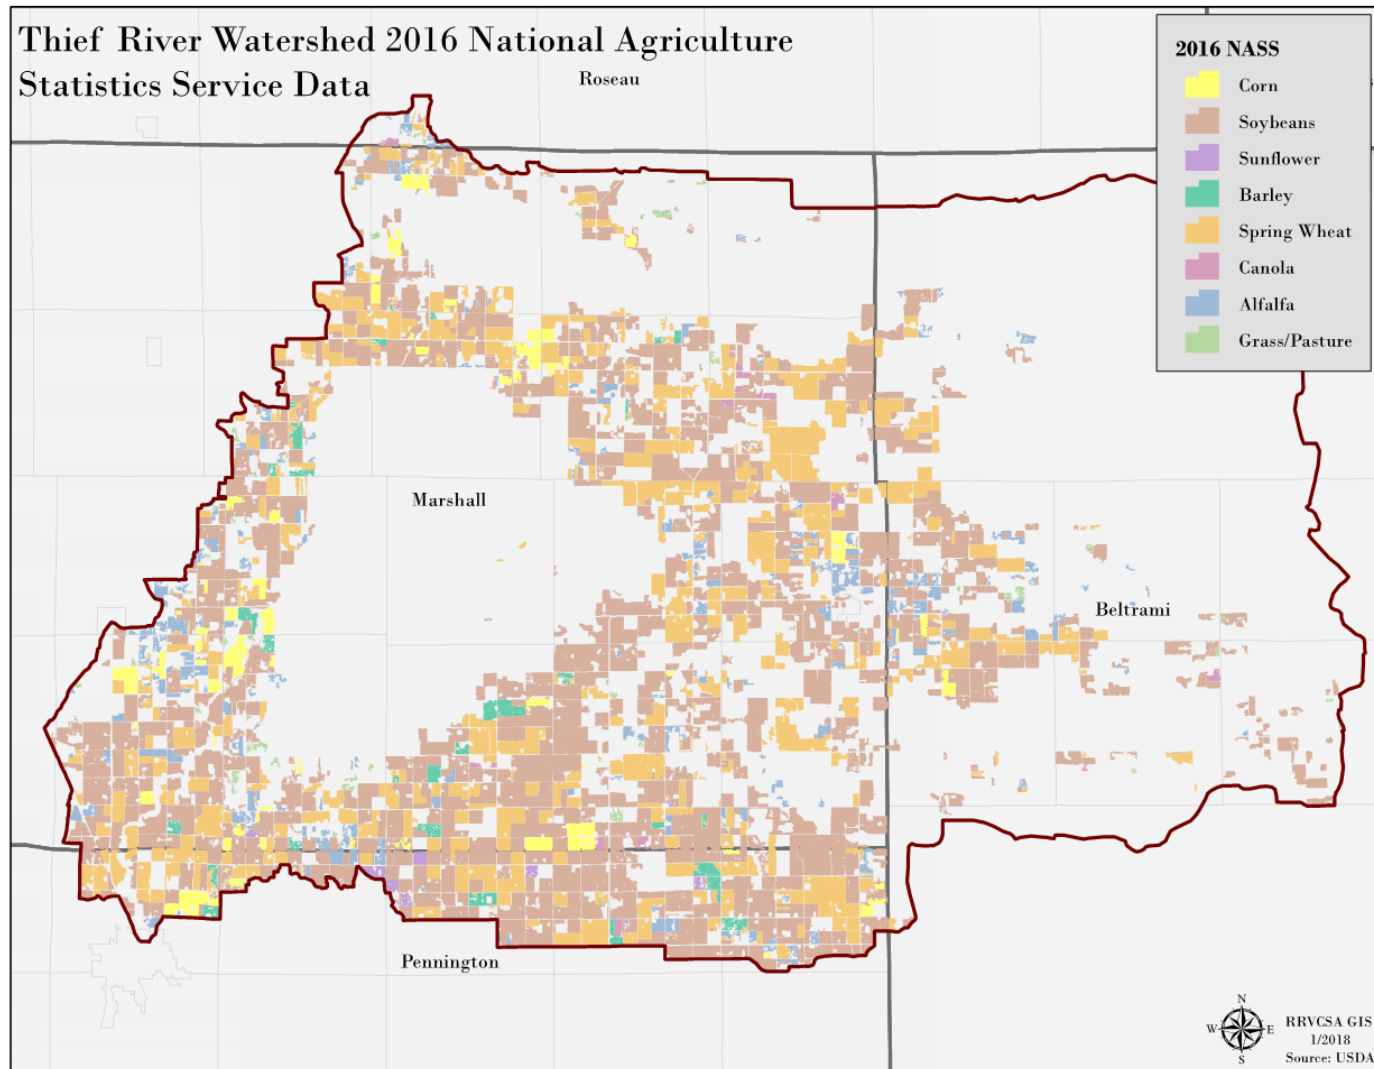 Thief River Watershed 2016 National Agriculture
Statistics Service Data
Roseau
2016 NASS
Corn
Soybeans
Sunflower
Barley
Spring Wheat
Canola
Alfalfa
Grass/Pasture
Marshall
Beltrami
Pennington
N
W
E
S
RRVCSA GIS
1/2018
Source: USDA